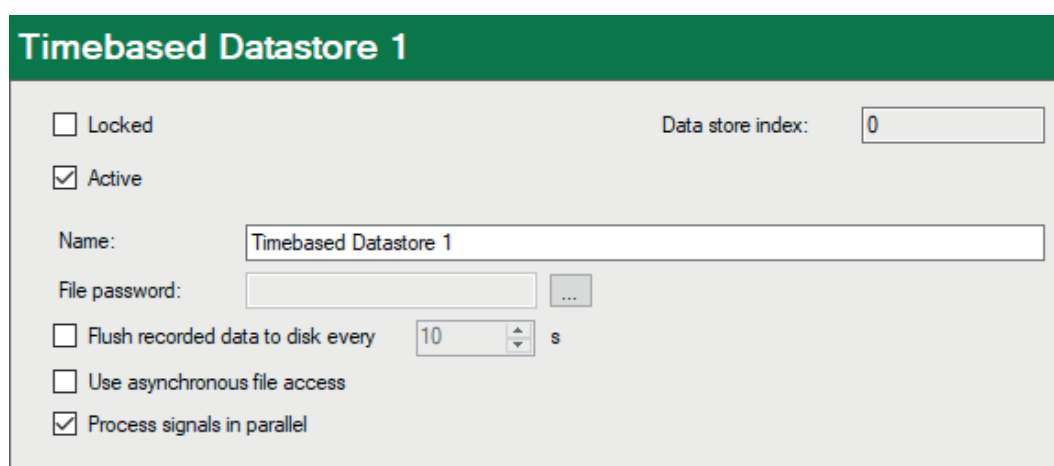 Timebased Datastore 1
Locked Data store index: 0
Active
Name: Timebased Datastore 1
File password: ...
Flush recorded data to disk every 10 s
Use asynchronous file access
Process signals in parallel